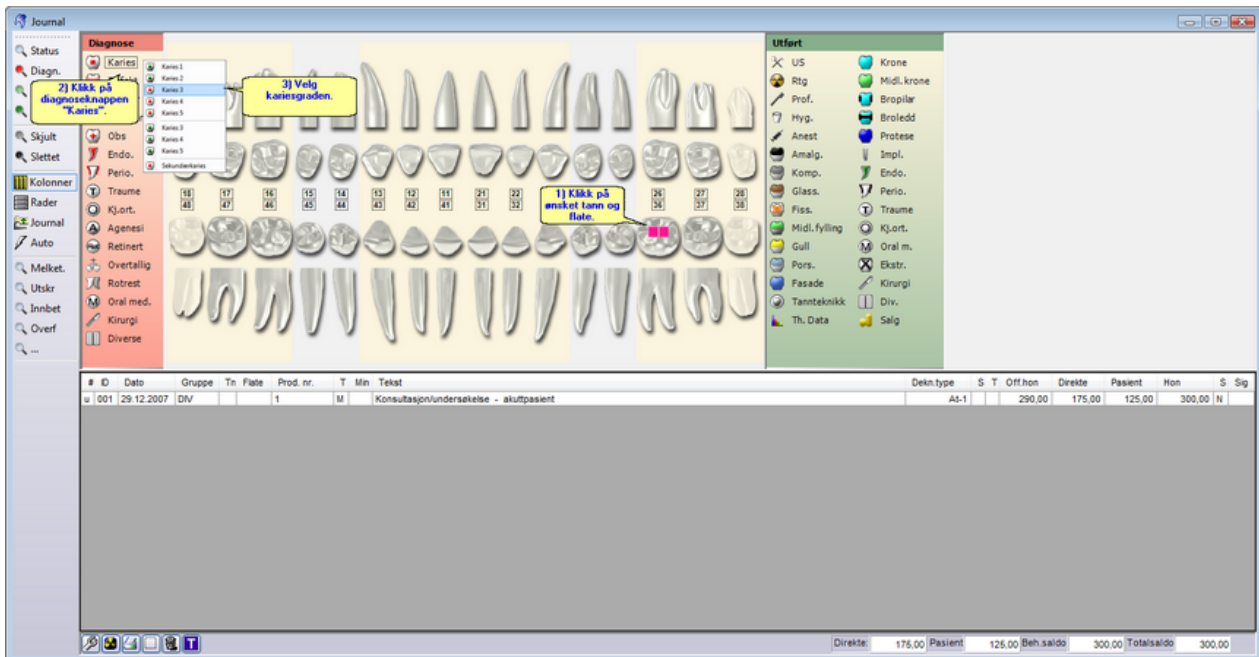 Journal
Status
Diagn.
Skjult
Slettet
Kolonner
Rader
Journal
Auto
Melket.
Utskr
Innbet
Overf
...
Diagnose
Karies
Obs
Endo.
Perio.
Traume
Kj.ort.
Agenesi
Retinert
Overtallig
Rotrest
Oral med.
Kirurgi
Diverse
2) Klikk på
diagnoseknappen
"Karies".
Karies 1
Karies 2
Karies 3
Karies 4
Karies 5
Karies 3
Karies 4
Karies 5
Sekundærkaries
3) Velg
kariesgraden.
18 17 16 15 14 13 12 11 21 22 26 27 28
48 47 46 45 44 43 42 41 31 32 36 37 38
1) Klikk på
ønsket tann og
flate.
Utført
US Krone
Rtg Midl.krone
Prof. Bropilar
Hyg. Broledd
Anest Protese
Amalg. Impl.
Komp. Endo.
Glass. Perio.
Fiss. Traume
Midl.fylling Kj.ort.
Gull Oral m.
Pors. Ekstr.
Fasade Kirurgi
Tannteknikk Div.
Th. Data Salg
# ID Dato Gruppe Tn Flate Prod. nr. T Min Tekst Dekn.type S T Off.hon Direkte Pasient Hon S Sig
u 001 29.12.2007 DIV 1 M Konsultasjon/undersøkelse - akuttpasient At-1 290,00 175,00 125,00 300,00 N
T
Direkte: 175,00 Pasient 125,00 Beh.saldo 300,00 Totalsaldo 300,00